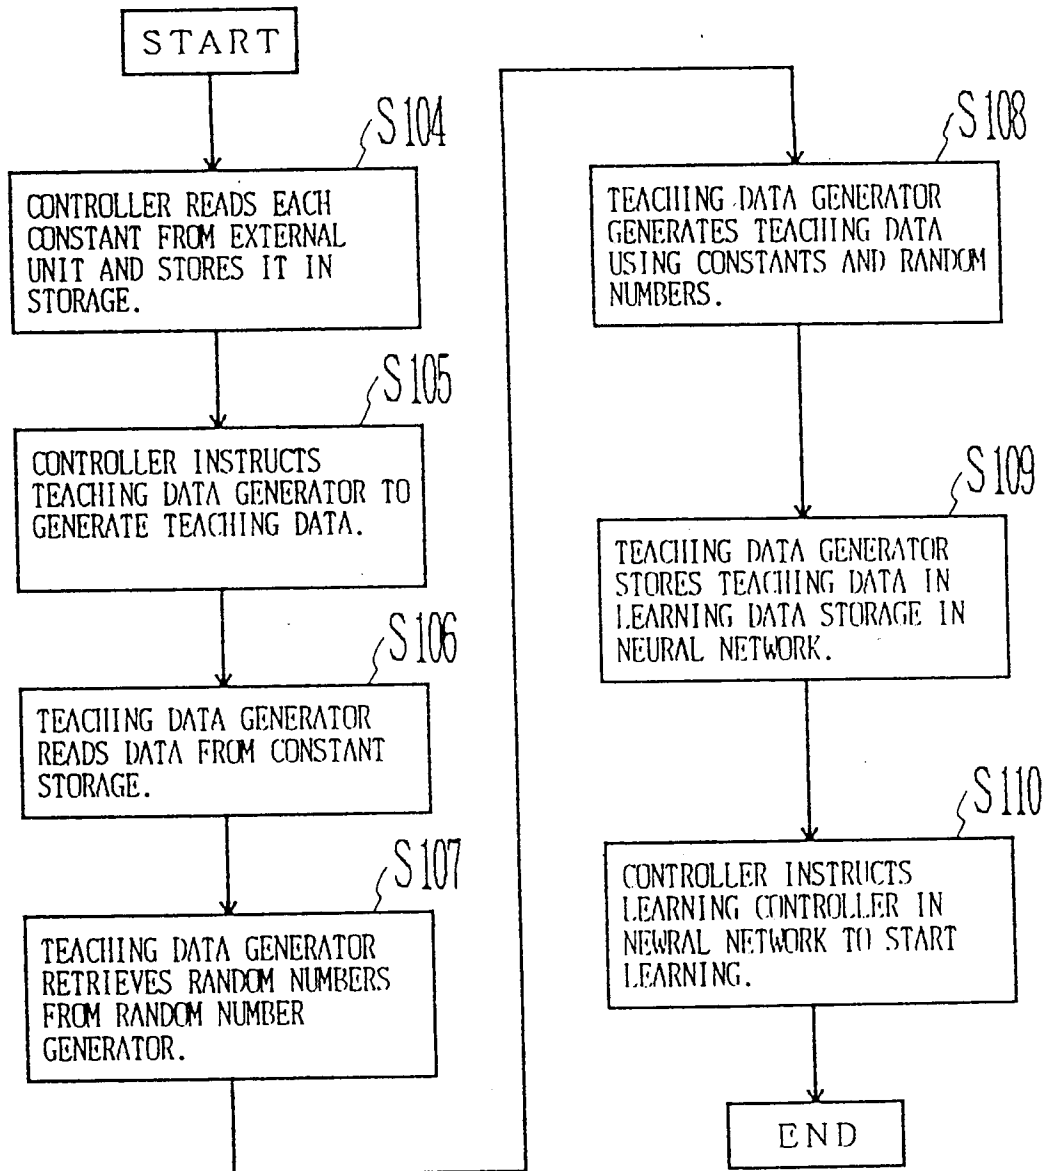 START
S104
CONTROLLER READS EACH
CONSTANT FROM EXTERNAL
UNIT AND STORES IT IN
STORAGE.
S105
CONTROLLER INSTRUCTS
TEACHING DATA GENERATOR TO
GENERATE TEACHING DATA.
S106
TEACHING DATA GENERATOR
READS DATA FROM CONSTANT
STORAGE.
S107
TEACHING DATA GENERATOR
RETRIEVES RANDOM NUMBERS
FROM RANDOM NUMBER
GENERATOR.
S108
TEACHING DATA GENERATOR
GENERATES TEACHING DATA
USING CONSTANTS AND RANDOM
NUMBERS.
S109
TEACHING DATA GENERATOR
STORES TEACHING DATA IN
LEARNING DATA STORAGE IN
NEURAL NETWORK.
S110
CONTROLLER INSTRUCTS
LEARNING CONTROLLER IN
NEWRAL NETWORK TO START
LEARNING.
END